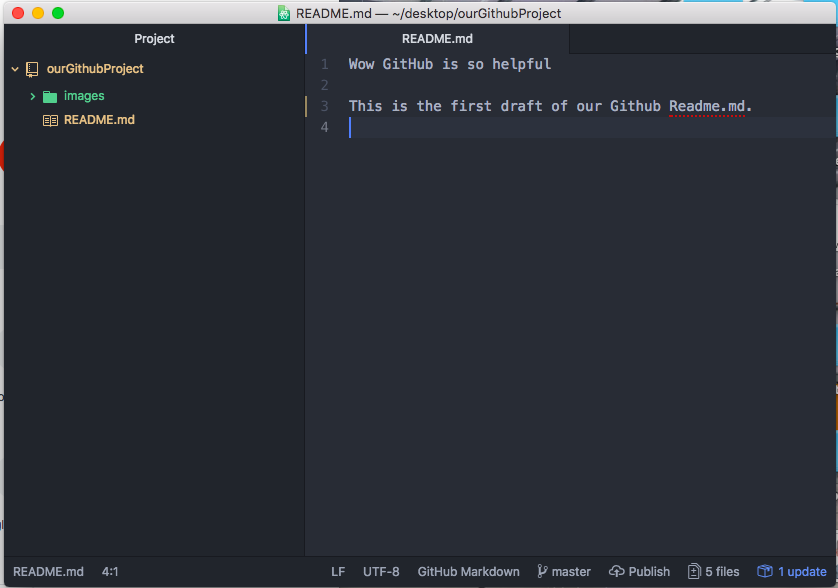 README.md — ~/desktop/ourGithubProject
Project
ourGithubProject
images
README.md
README.md
1 Wow GitHub is so helpful
2
3 This is the first draft of our Github Readme.md.
4
README.md 4:1 LF UTF-8 GitHub Markdown master Publish 5 files 1 update